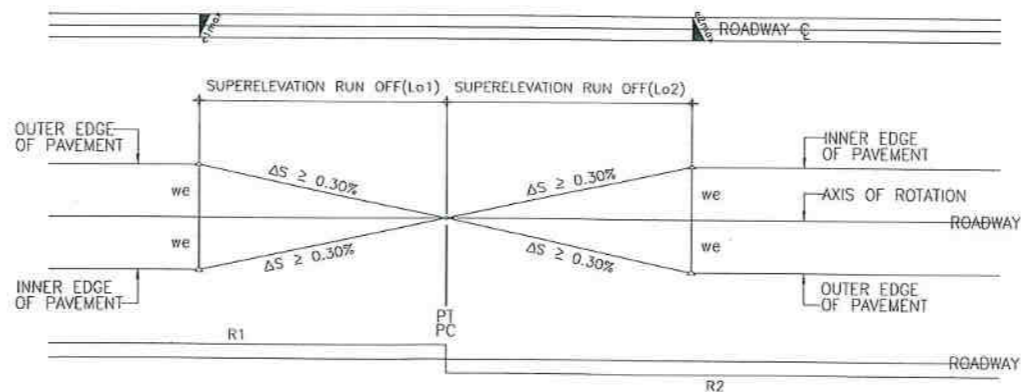 e1max
e2max
ROADWAY ℄
SUPERELEVATION RUN OFF(Lo1)
SUPERELEVATION RUN OFF(Lo2)
OUTER EDGE
OF PAVEMENT
INNER EDGE
OF PAVEMENT
ΔS ≥ 0.30%
ΔS ≥ 0.30%
we
we
AXIS OF ROTATION
ROADWAY
we
we
ΔS ≥ 0.30%
ΔS ≥ 0.30%
INNER EDGE
OF PAVEMENT
OUTER EDGE
OF PAVEMENT
PT
PC
R1
ROADWAY
R2